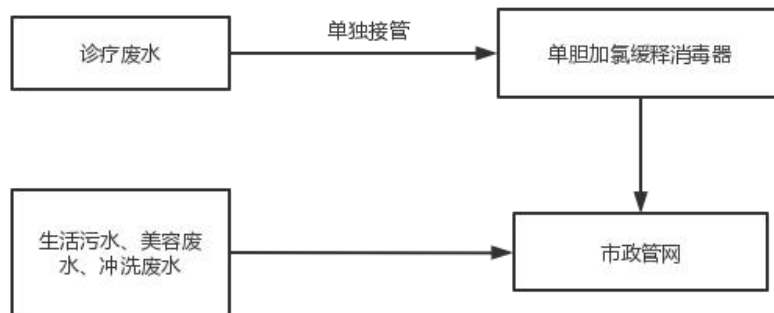 诊疗废水
单独接管
单胆加氯缓释消毒器
生活污水、美容废
水、冲洗废水
市政管网